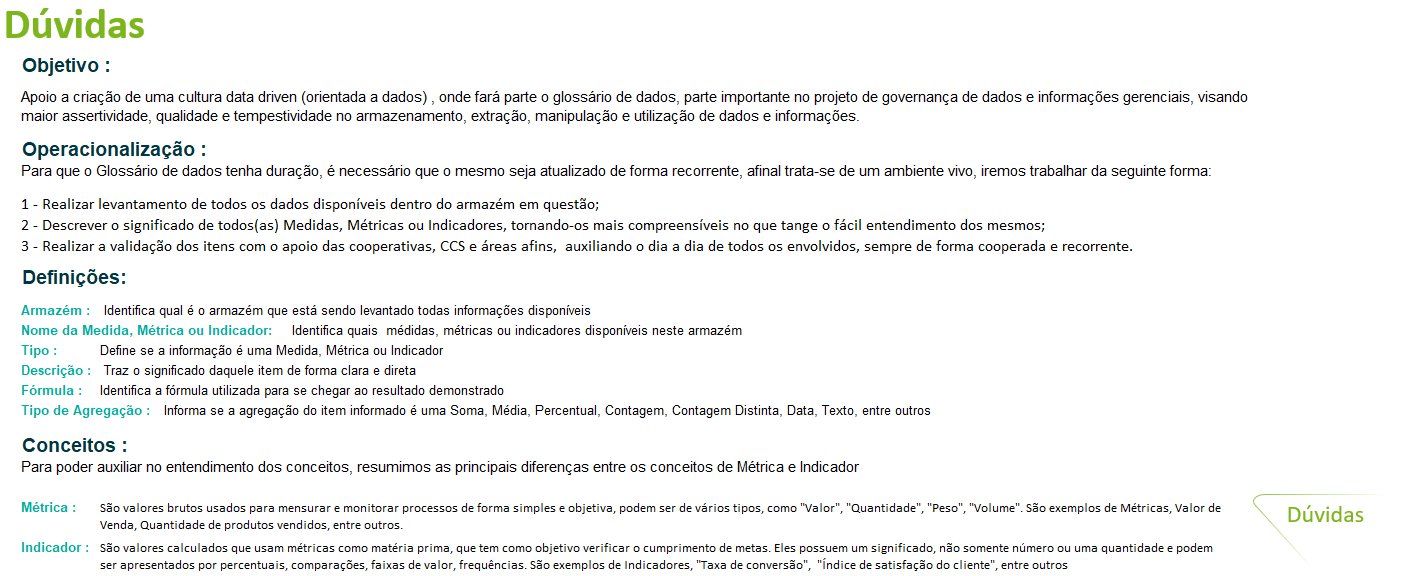 Dúvidas
Objetivo :
Apoio a criação de uma cultura data driven (orientada a dados) , onde fará parte o glossário de dados, parte importante no projeto de governança de dados e informações gerenciais, visando
maior assertividade, qualidade e tempestividade no armazenamento, extração, manipulação e utilização de dados e informações.
Operacionalização :
Para que o Glossário de dados tenha duração, é necessário que o mesmo seja atualizado de forma recorrente, afinal trata-se de um ambiente vivo, iremos trabalhar da seguinte forma:
1 - Realizar levantamento de todos os dados disponíveis dentro do armazém em questão;
2 - Descrever o significado de todos(as) Medidas, Métricas ou Indicadores, tornando-os mais compreensíveis no que tange o fácil entendimento dos mesmos;
3 - Realizar a validação dos itens com o apoio das cooperativas, CCS e áreas afins,  auxiliando o dia a dia de todos os envolvidos, sempre de forma cooperada e recorrente.
Definições:
Armazém : Identifica qual é o armazém que está sendo levantado todas informações disponíveis
Nome da Medida, Métrica ou Indicador: Identifica quais  médidas, métricas ou indicadores disponíveis neste armazém
Tipo : Define se a informação é uma Medida, Métrica ou Indicador
Descrição : Traz o significado daquele item de forma clara e direta
Fórmula : Identifica a fórmula utilizada para se chegar ao resultado demonstrado
Tipo de Agregação : Informa se a agregação do item informado é uma Soma, Média, Percentual, Contagem, Contagem Distinta, Data, Texto, entre outros
Conceitos :
Para poder auxiliar no entendimento dos conceitos, resumimos as principais diferenças entre os conceitos de Métrica e Indicador
Métrica : São valores brutos usados para mensurar e monitorar processos de forma simples e objetiva, podem ser de vários tipos, como "Valor", "Quantidade", "Peso", "Volume". São exemplos de Métricas, Valor de
Venda, Quantidade de produtos vendidos, entre outros.
Indicador : São valores calculados que usam métricas como matéria prima, que tem como objetivo verificar o cumprimento de metas. Eles possuem um significado, não somente número ou uma quantidade e podem
ser apresentados por percentuais, comparações, faixas de valor, frequências. São exemplos de Indicadores, "Taxa de conversão",  "Índice de satisfação do cliente", entre outros
Dúvidas